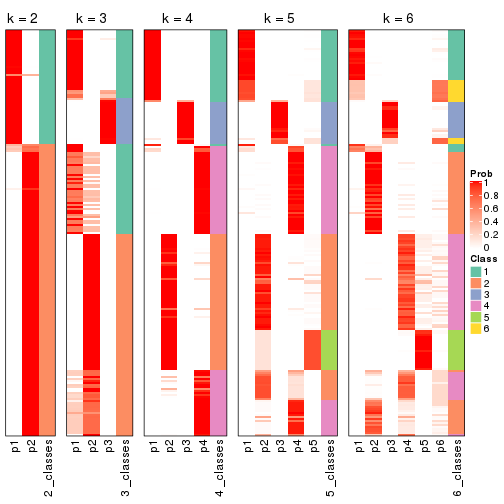 k = 2
k = 3
k = 4
k = 5
k = 6
Prob
1
0.8
0.6
0.4
0.2
0
Class
1
2
3
4
5
6
p1
p2
2_classes
p1
p2
p3
3_classes
p1
p2
p3
p4
4_classes
p1
p2
p3
p4
p5
5_classes
p1
p2
p3
p4
p5
p6
6_classes